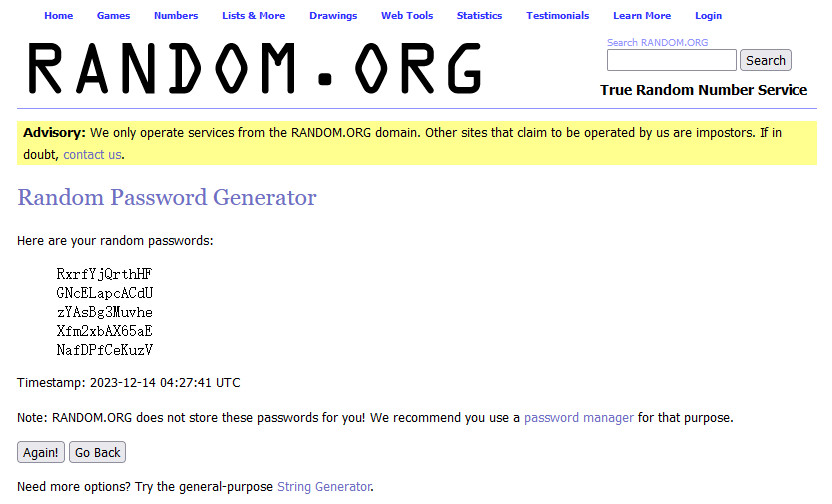 Home Games Numbers Lists & More Drawings Web Tools Statistics Testimonials Learn More Login
RANDOM.ORG
Search RANDOM.ORG
Search
True Random Number Service
Advisory: We only operate services from the RANDOM.ORG domain. Other sites that claim to be operated by us are impostors. If in
doubt, contact us.
Random Password Generator
Here are your random passwords:
RxrfYjQrthHF
GNcELapcACdU
zYAsBg3Muvhe
Xfm2xbAX65aE
NafDPfCeKuzV
Timestamp: 2023-12-14 04:27:41 UTC
Note: RANDOM.ORG does not store these passwords for you! We recommend you use a password manager for that purpose.
Again! Go Back
Need more options? Try the general-purpose String Generator.